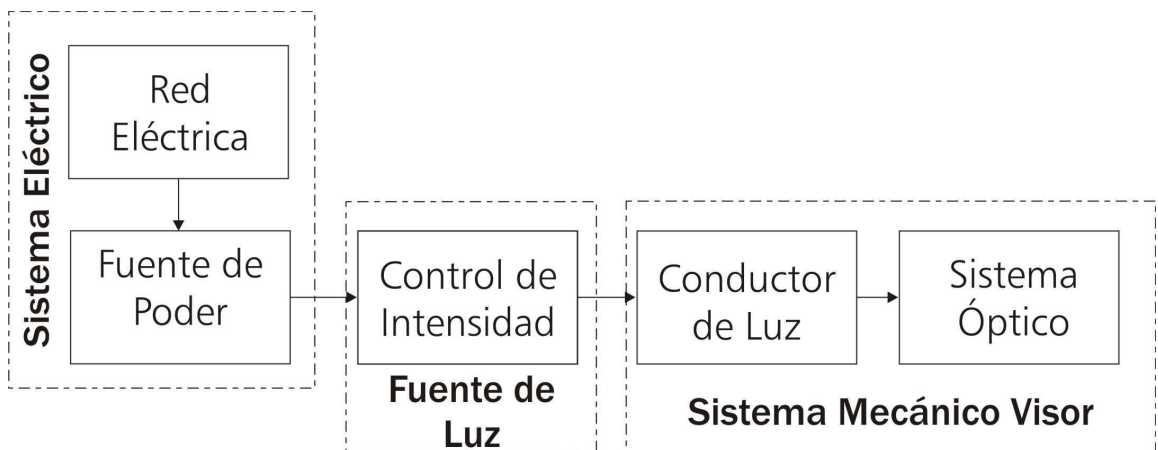 Sistema Eléctrico
Red
Eléctrica
Fuente de
Poder
Control de
Intensidad
Fuente de
Luz
Conductor
de Luz
Sistema
Óptico
Sistema Mecánico Visor